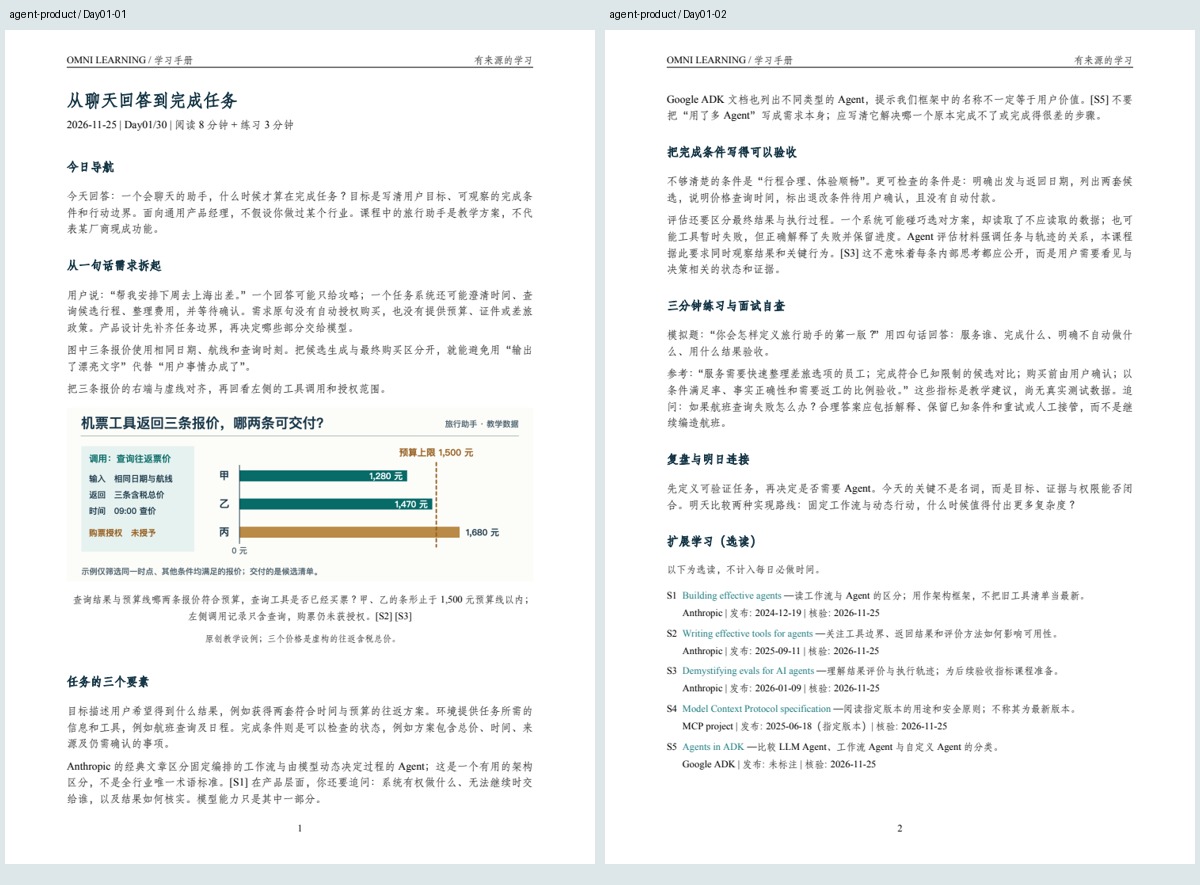 agent-product / Day01-01
OMNI LEARNING / 学习手册
有来源的学习
从聊天回答到完成任务
2026-11-25 | Day01/30 | 阅读 8 分钟 + 练习 3 分钟
今日导航
今天回答：一个会聊天的助手，什么时候才算在完成任务？目标是写清用户目标、可观察的完成条
件和行动边界。面向通用产品经理，不假设你做过某个行业。课程中的旅行助手是教学方案，不代
表某厂商现成功能。
从一句话需求拆起
用户说：“帮我安排下周去上海出差。”一个回答可能只给攻略；一个任务系统还可能澄清时间、查
询候选行程、整理费用，并等待确认。需求原句没有自动授权购买，也没有提供预算、证件或差旅
政策。产品设计先补齐任务边界，再决定哪些部分交给模型。
图中三条报价使用相同日期、航线和查询时刻。把候选生成与最终购买区分开，就能避免用“输出
了漂亮文字”代替“用户事情办成了”。
把三条报价的右端与虚线对齐，再回看左侧的工具调用和授权范围。
机票工具返回三条报价，哪两条可交付？
旅行助手 · 教学数据
预算上限 1,500 元
调用：查询往返票价
输入 相同日期与航线
返回 三条含税总价
时间 09:00 查价
购票授权 未授予
甲
1,280 元
乙
1,470 元
丙
1,680 元
0 元
示例仅筛选同一时点、其他条件均满足的报价；交付的是候选清单。
查询结果与预算线哪两条报价符合预算，查询工具是否已经买票？甲、乙的条形止于 1,500 元预算线以内；
左侧调用记录只含查询，购票仍未获授权。[S2] [S3]
原创教学设例；三个价格是虚构的往返含税总价。
任务的三个要素
目标描述用户希望得到什么结果，例如获得两套符合时间与预算的往返方案。环境提供任务所需的
信息和工具，例如航班查询及日程。完成条件则是可以检查的状态，例如方案包含总价、时间、来
源及仍需确认的事项。
Anthropic 的经典文章区分固定编排的工作流与由模型动态决定过程的 Agent；这是一个有用的架构
区分，不是全行业唯一术语标准。[S1] 在产品层面，你还要追问：系统有权做什么、无法继续时交
给谁，以及结果如何核实。模型能力只是其中一部分。
1
agent-product / Day01-02
OMNI LEARNING / 学习手册
有来源的学习
Google ADK 文档也列出不同类型的 Agent，提示我们框架中的名称不一定等于用户价值。[S5] 不要
把“用了多 Agent”写成需求本身；应写清它解决哪一个原本完成不了或完成得很差的步骤。
把完成条件写得可以验收
不够清楚的条件是“行程合理、体验顺畅”。更可检查的条件是：明确出发与返回日期，列出两套候
选，说明价格查询时间，标出退改条件待用户确认，且没有自动付款。
评估还要区分最终结果与执行过程。一个系统可能碰巧选对方案，却读取了不应读取的数据；也可
能工具暂时失败，但正确解释了失败并保留进度。Agent 评估材料强调任务与轨迹的关系，本课程
据此要求同时观察结果和关键行为。[S3] 这不意味着每条内部思考都应公开，而是用户需要看见与
决策相关的状态和证据。
三分钟练习与面试自查
模拟题：“你会怎样定义旅行助手的第一版？”用四句话回答：服务谁、完成什么、明确不自动做什
么、用什么结果验收。
参考：“服务需要快速整理差旅选项的员工；完成符合已知限制的候选对比；购买前由用户确认；以
条件满足率、事实正确性和需要返工的比例验收。”这些指标是教学建议，尚无真实测试数据。追
问：如果航班查询失败怎么办？合理答案应包括解释、保留已知条件和重试或人工接管，而不是继
续编造航班。
复盘与明日连接
先定义可验证任务，再决定是否需要 Agent。今天的关键不是名词，而是目标、证据与权限能否闭
合。明天比较两种实现路线：固定工作流与动态行动，什么时候值得付出更多复杂度？
扩展学习（选读）
以下为选读，不计入每日必做时间。
S1 Building effective agents —读工作流与 Agent 的区分；用作架构框架，不把旧工具清单当最新。
Anthropic | 发布: 2024-12-19 | 核验: 2026-11-25
S2 Writing effective tools for agents —关注工具边界、返回结果和评价方法如何影响可用性。
Anthropic | 发布: 2025-09-11 | 核验: 2026-11-25
S3 Demystifying evals for AI agents —理解结果评价与执行轨迹；为后续验收指标课程准备。
Anthropic | 发布: 2026-01-09 | 核验: 2026-11-25
S4 Model Context Protocol specification —阅读指定版本的用途和安全原则；不称其为最新版本。
MCP project | 发布: 2025-06-18（指定版本）| 核验: 2026-11-25
S5 Agents in ADK —比较 LLM Agent、工作流 Agent 与自定义 Agent 的分类。
Google ADK | 发布: 未标注 | 核验: 2026-11-25
2